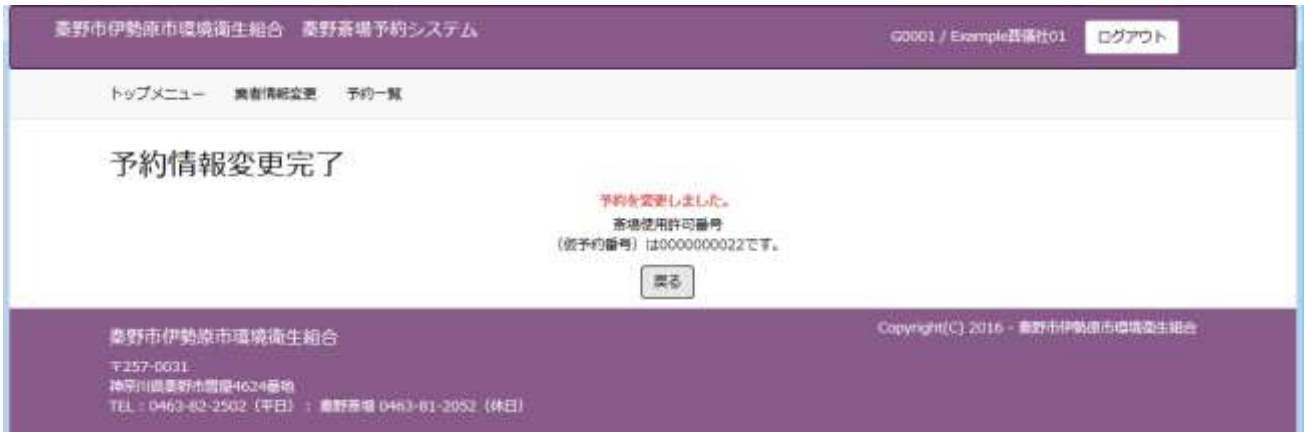 秦野市伊勢原市環境衛生組合　秦野斎場予約システム
G0001 / Example葬儀社01
ログアウト
トップメニュー　業者情報変更　予約一覧
予約情報変更完了
予約を変更しました。
斎場使用許可番号
（仮予約番号）は0000000022です。
戻る
秦野市伊勢原市環境衛生組合
Copyright(C) 2016 - 秦野市伊勢原市環境衛生組合
〒257-0031
神奈川県秦野市曽屋4624番地
TEL：0463-82-2502（平日）：秦野斎場 0463-81-2052（休日）